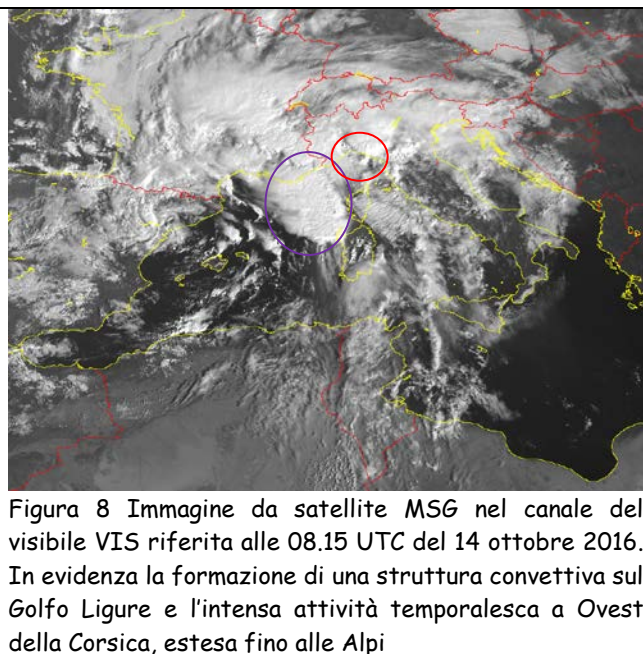 Figura 8 Immagine da satellite MSG nel canale del
visibile VIS riferita alle 08.15 UTC del 14 ottobre 2016.
In evidenza la formazione di una struttura convettiva sul
Golfo Ligure e l'intensa attività temporalesca a Ovest
della Corsica, estesa fino alle Alpi